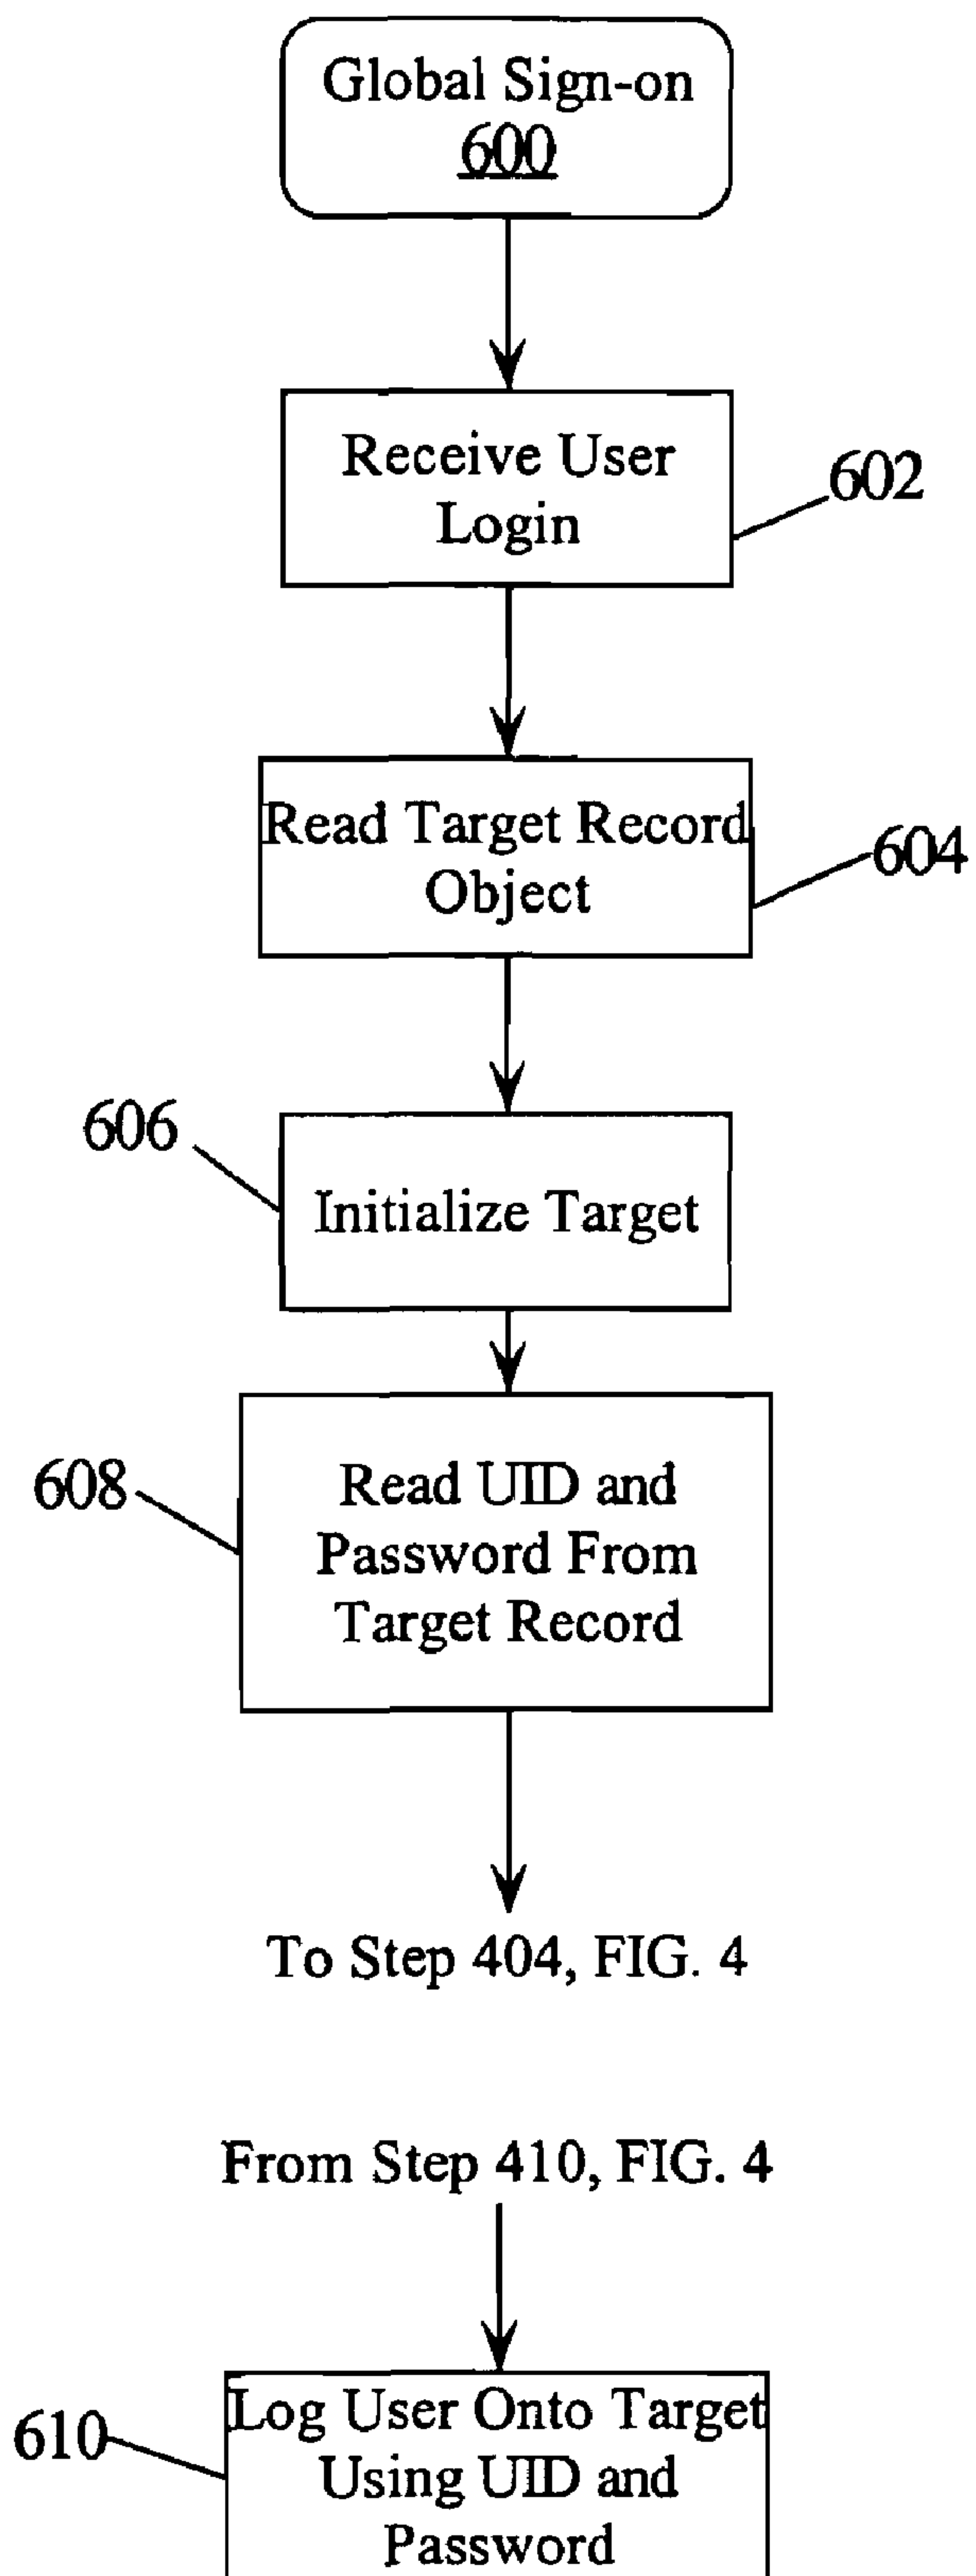 Global Sign-on
600
Receive User
Login
602
Read Target Record
Object
604
606
Initialize Target
608
Read UID and
Password From
Target Record
To Step 404, FIG. 4
From Step 410, FIG. 4
610
Log User Onto Target
Using UID and
Password